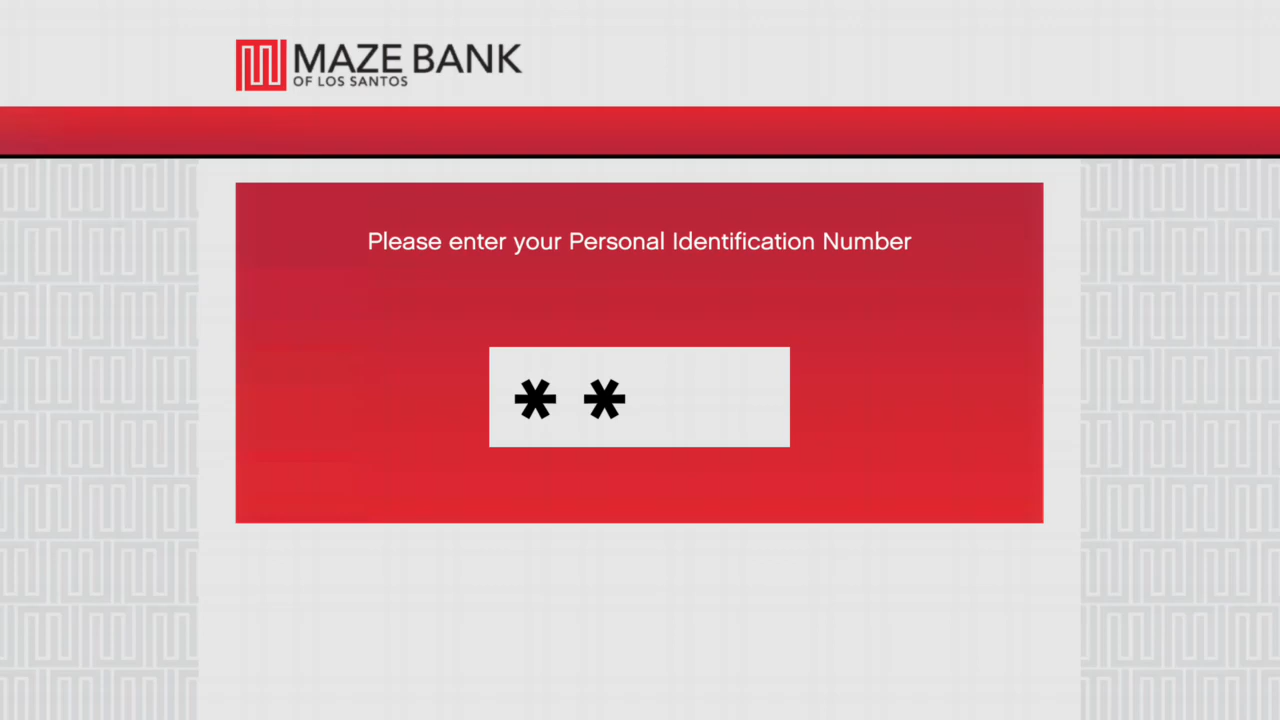 MAZE BANK
OF LOS SANTOS
Please enter your Personal Identification Number
* *